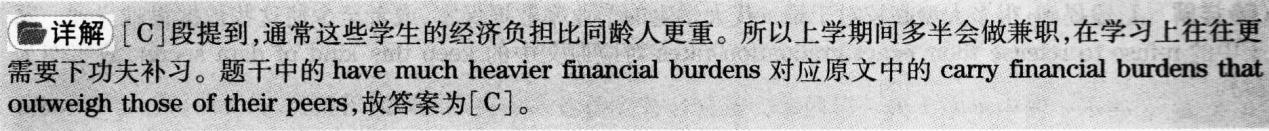 详解 [C]段提到,通常这些学生的经济负担比同龄人更重。所以上学期间多半会做兼职,在学习上往往更
需要下功夫补习。题干中的 have much heavier financial burdens 对应原文中的 carry financial burdens that
outweigh those of their peers,故答案为[C]。